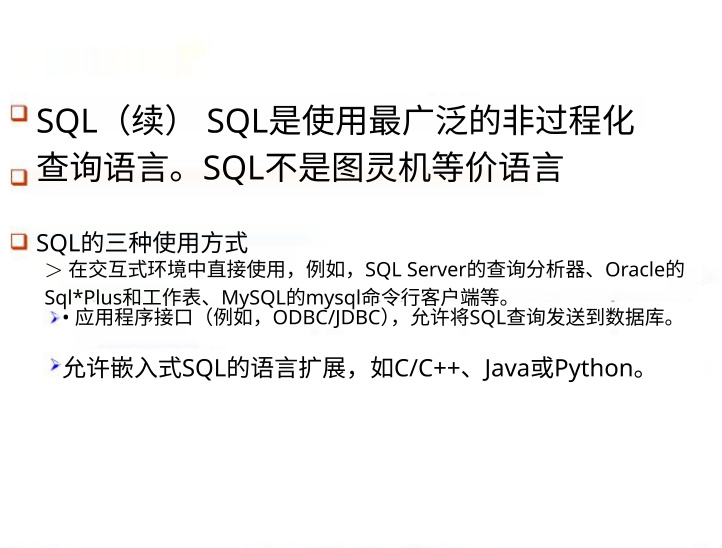 SQL（续） SQL是使用最广泛的非过程化
查询语言。SQL不是图灵机等价语言
SQL的三种使用方式
＞ 在交互式环境中直接使用，例如，SQL Server的查询分析器、Oracle的
Sql*Plus和工作表、MySQL的mysql命令行客户端等。
• 应用程序接口（例如，ODBC/JDBC），允许将SQL查询发送到数据库。
允许嵌入式SQL的语言扩展，如C/C++、Java或Python。